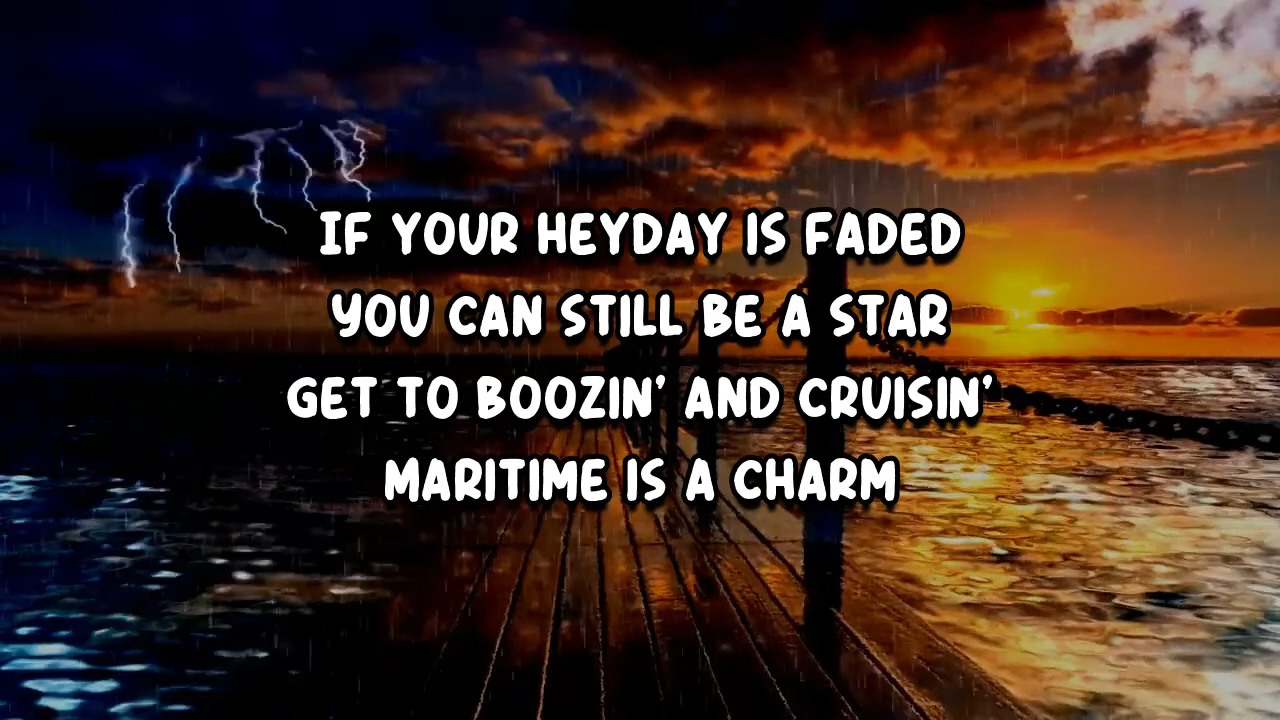 IF YOUR HEYDAY IS FADED
YOU CAN STILL BE A STAR
GET TO BOOZIN' AND CRUISIN'
MARITIME IS A CHARM